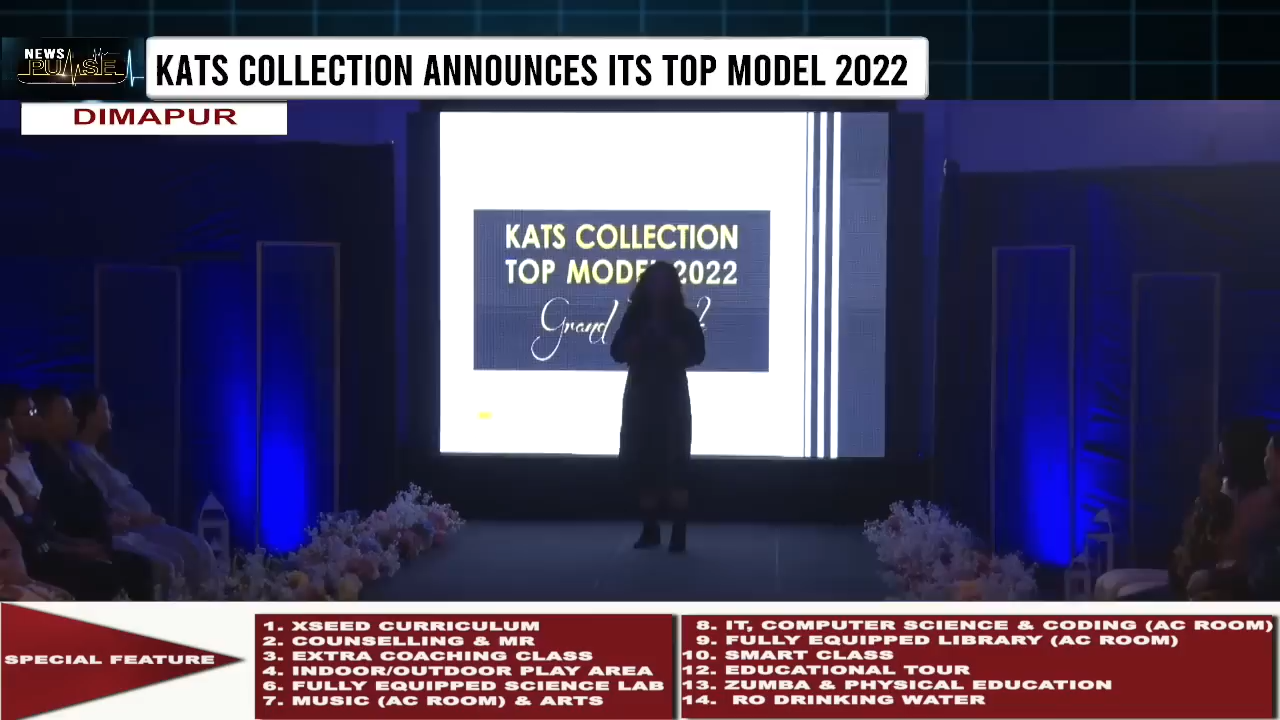 NEWS
PULSE
KATS COLLECTION ANNOUNCES ITS TOP MODEL 2022
DIMAPUR
KATS COLLECTION
TOP MODEL 2022
Grand
SPECIAL FEATURE
1. XSEED CURRICULUM
2. COUNSELLING & MR
3. EXTRA COACHING CLASS
4. INDOOR/OUTDOOR PLAY AREA
6. FULLY EQUIPPED SCIENCE LAB
7. MUSIC (AC ROOM) & ARTS
8. IT, COMPUTER SCIENCE & CODING (AC ROOM)
9. FULLY EQUIPPED LIBRARY (AC ROOM)
10. SMART CLASS
12. EDUCATIONAL TOUR
13. ZUMBA & PHYSICAL EDUCATION
14. RO DRINKING WATER